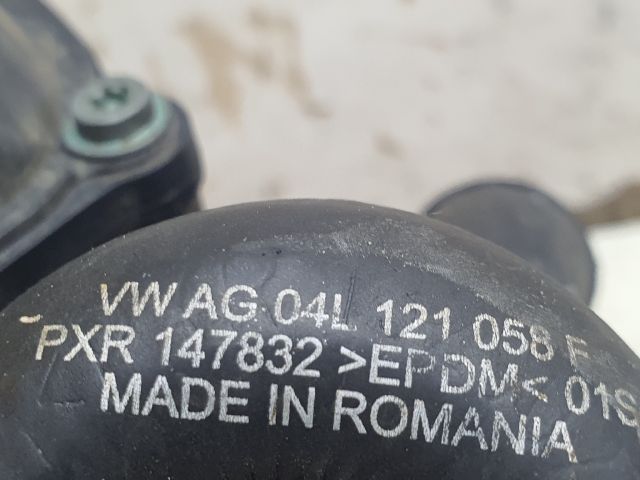 VW AG 04L 121 058 F
PXR 147832 >EPDM< 01S
MADE IN ROMANIA